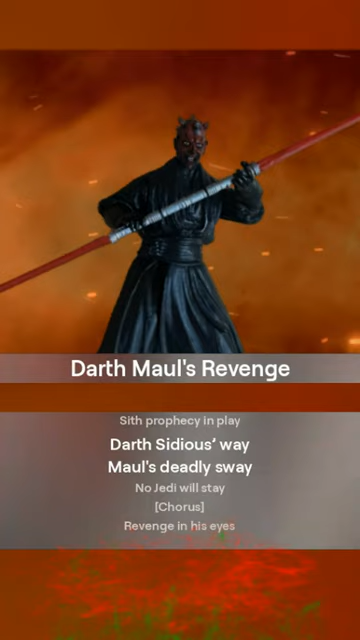 Darth Maul's Revenge
Sith prophecy in play
Darth Sidious’ way
Maul's deadly sway
No Jedi will stay
[Chorus]
Revenge in his eyes